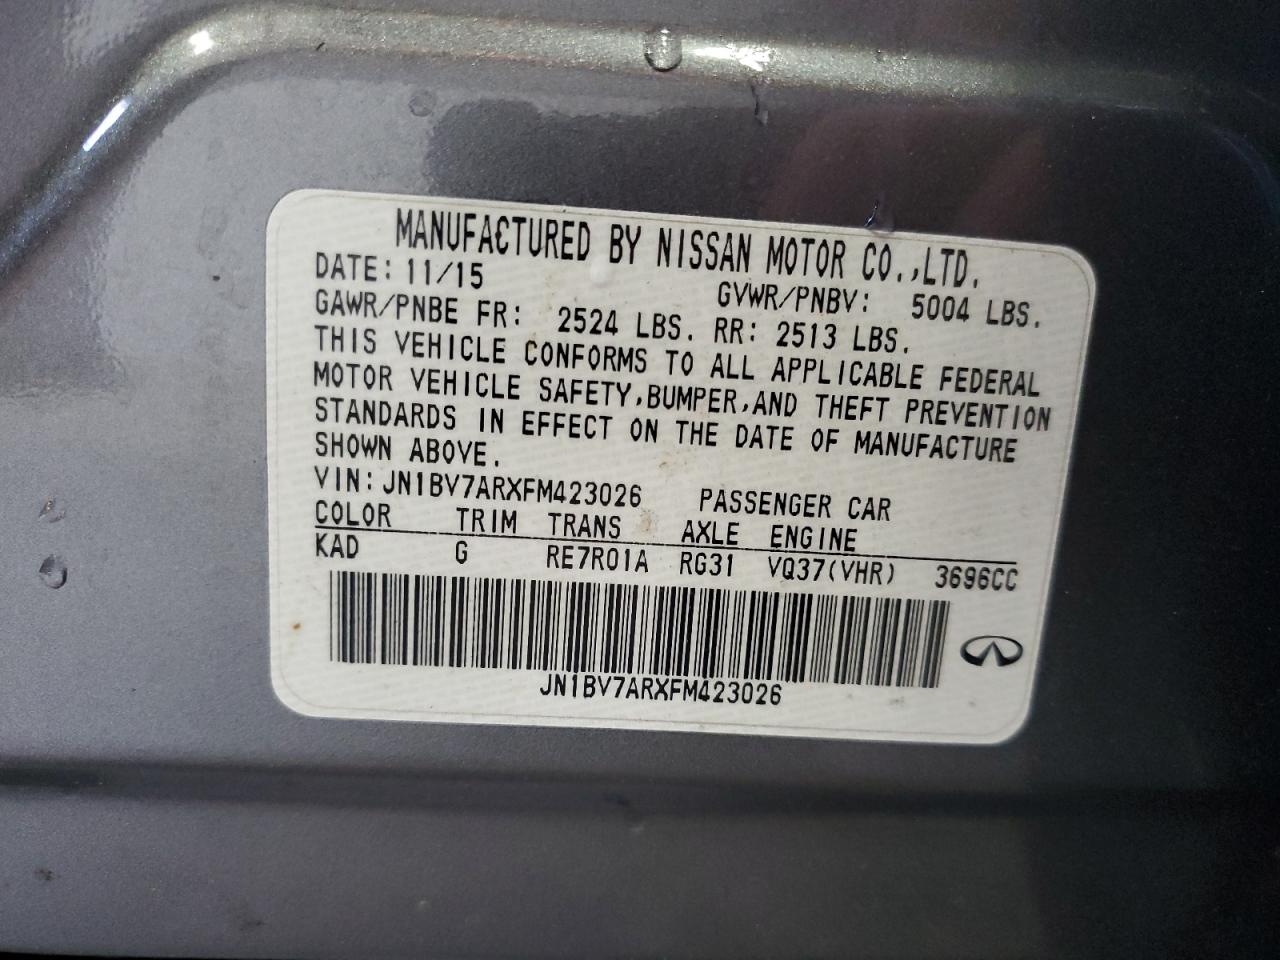 MANUFACTURED BY NISSAN MOTOR CO.,LTD.
DATE: 11/15 GVWR/PNBV: 5004 LBS.
GAWR/PNBE FR: 2524 LBS. RR: 2513 LBS.
THIS VEHICLE CONFORMS TO ALL APPLICABLE FEDERAL
MOTOR VEHICLE SAFETY,BUMPER,AND THEFT PREVENTION
STANDARDS IN EFFECT ON THE DATE OF MANUFACTURE
SHOWN ABOVE.
VIN: JN1BV7ARXFM423026 PASSENGER CAR
COLOR TRIM TRANS AXLE ENGINE
KAD G RE7R01A RG31 VQ37(VHR) 3696CC
JN1BV7ARXFM423026